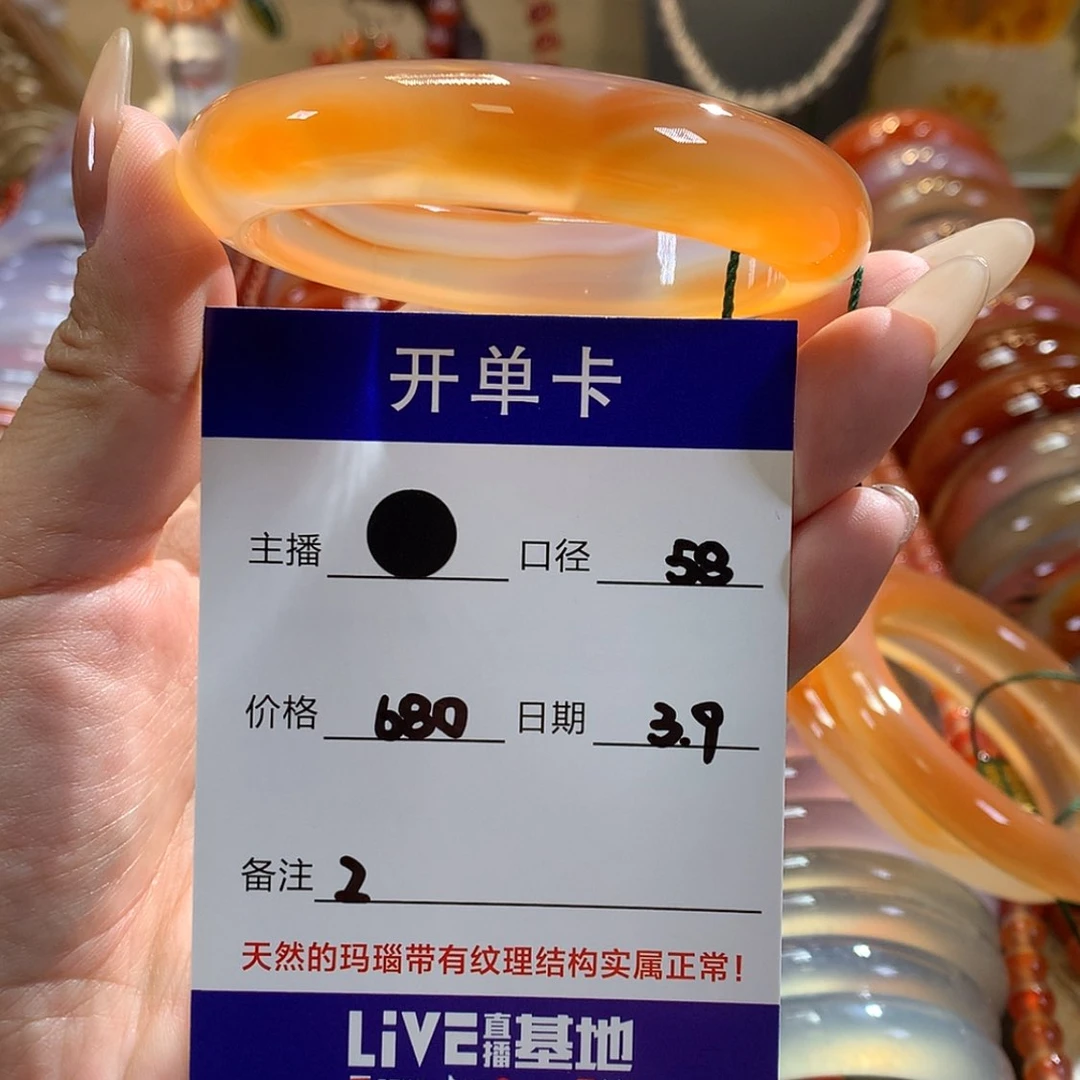 开单卡
主播 口径 58
价格 680 日期 3.9
备注 2
天然的玛瑙带有纹理结构实属正常！
LiVE直播基地